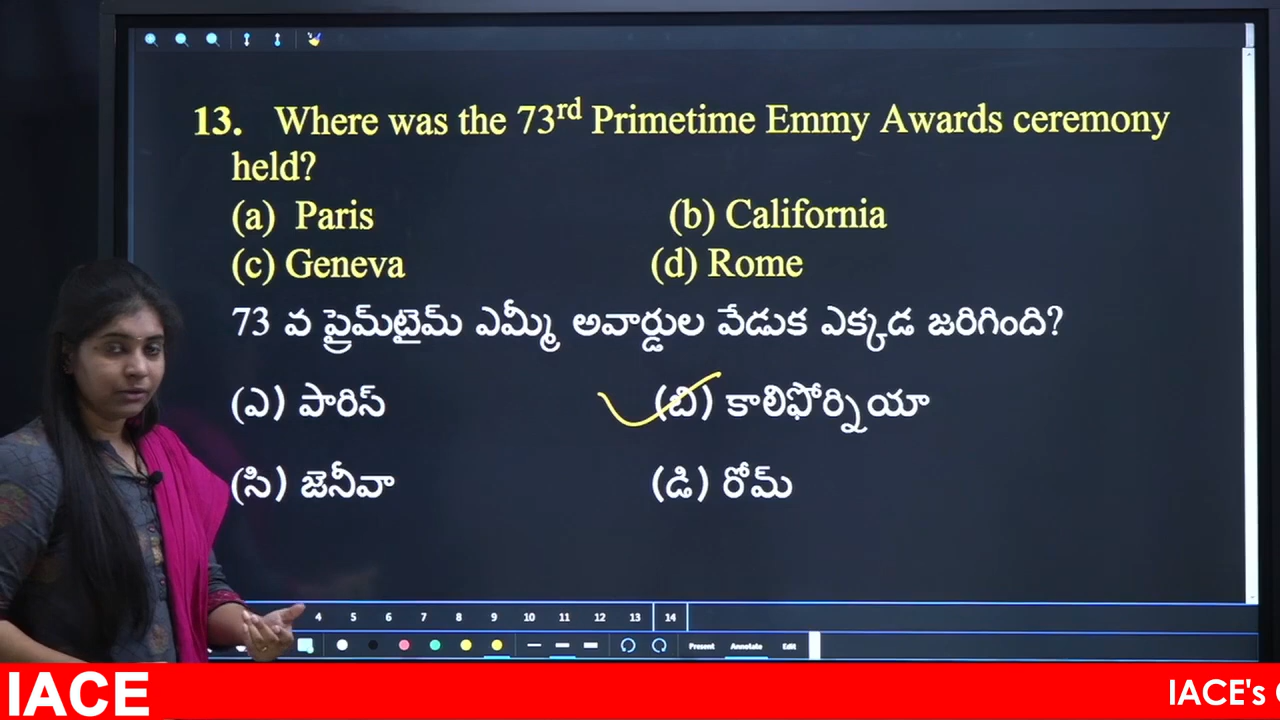 13. Where was the 73rd Primetime Emmy Awards ceremony
held?
(a) Paris (b) California
(c) Geneva (d) Rome
73 వ ప్రైమ్‌టైమ్ ఎమ్మీ అవార్డుల వేడుక ఎక్కడ జరిగింది?
(ఎ) పారిస్ (బి) కాలిఫోర్నియా
(సి) జెనీవా (డి) రోమ్
4 5 6 7 8 9 10 11 12 13 14
Present Annotate Edit
IACE IACE's